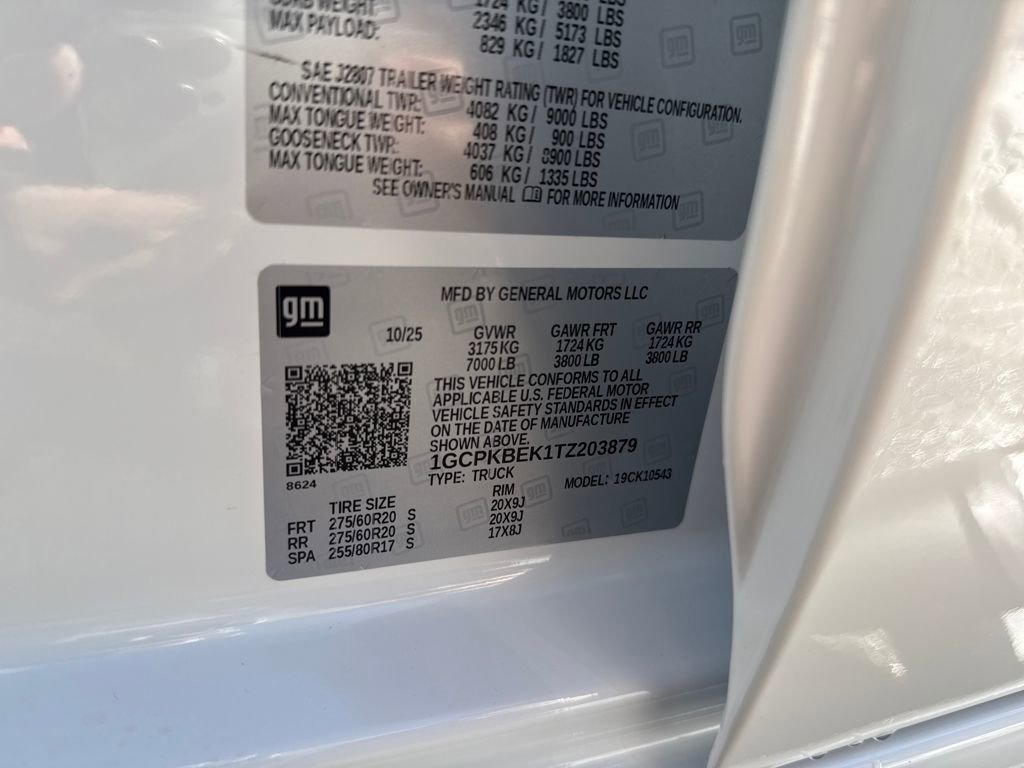 CURB WEIGHT: 1724 KG / 3800 LBS
MAX PAYLOAD: 2346 KG / 5173 LBS
829 KG / 1827 LBS
SAE J2807 TRAILER WEIGHT RATING (TWR) FOR VEHICLE CONFIGURATION.
CONVENTIONAL TWR: 4082 KG / 9000 LBS
MAX TONGUE WEIGHT: 408 KG / 900 LBS
GOOSENECK TWR: 4037 KG / 8900 LBS
MAX TONGUE WEIGHT: 606 KG / 1335 LBS
SEE OWNER'S MANUAL FOR MORE INFORMATION
gm
MFD BY GENERAL MOTORS LLC
10/25 GVWR GAWR FRT GAWR RR
3175 KG 1724 KG 1724 KG
7000 LB 3800 LB 3800 LB
THIS VEHICLE CONFORMS TO ALL
APPLICABLE U.S. FEDERAL MOTOR
VEHICLE SAFETY STANDARDS IN EFFECT
ON THE DATE OF MANUFACTURE
SHOWN ABOVE.
1GCPKBEK1TZ203879
TYPE: TRUCK MODEL: 19CK10543
8624
TIRE SIZE RIM
FRT 275/60R20 S 20X9J
RR 275/60R20 S 20X9J
SPA 255/80R17 S 17X8J